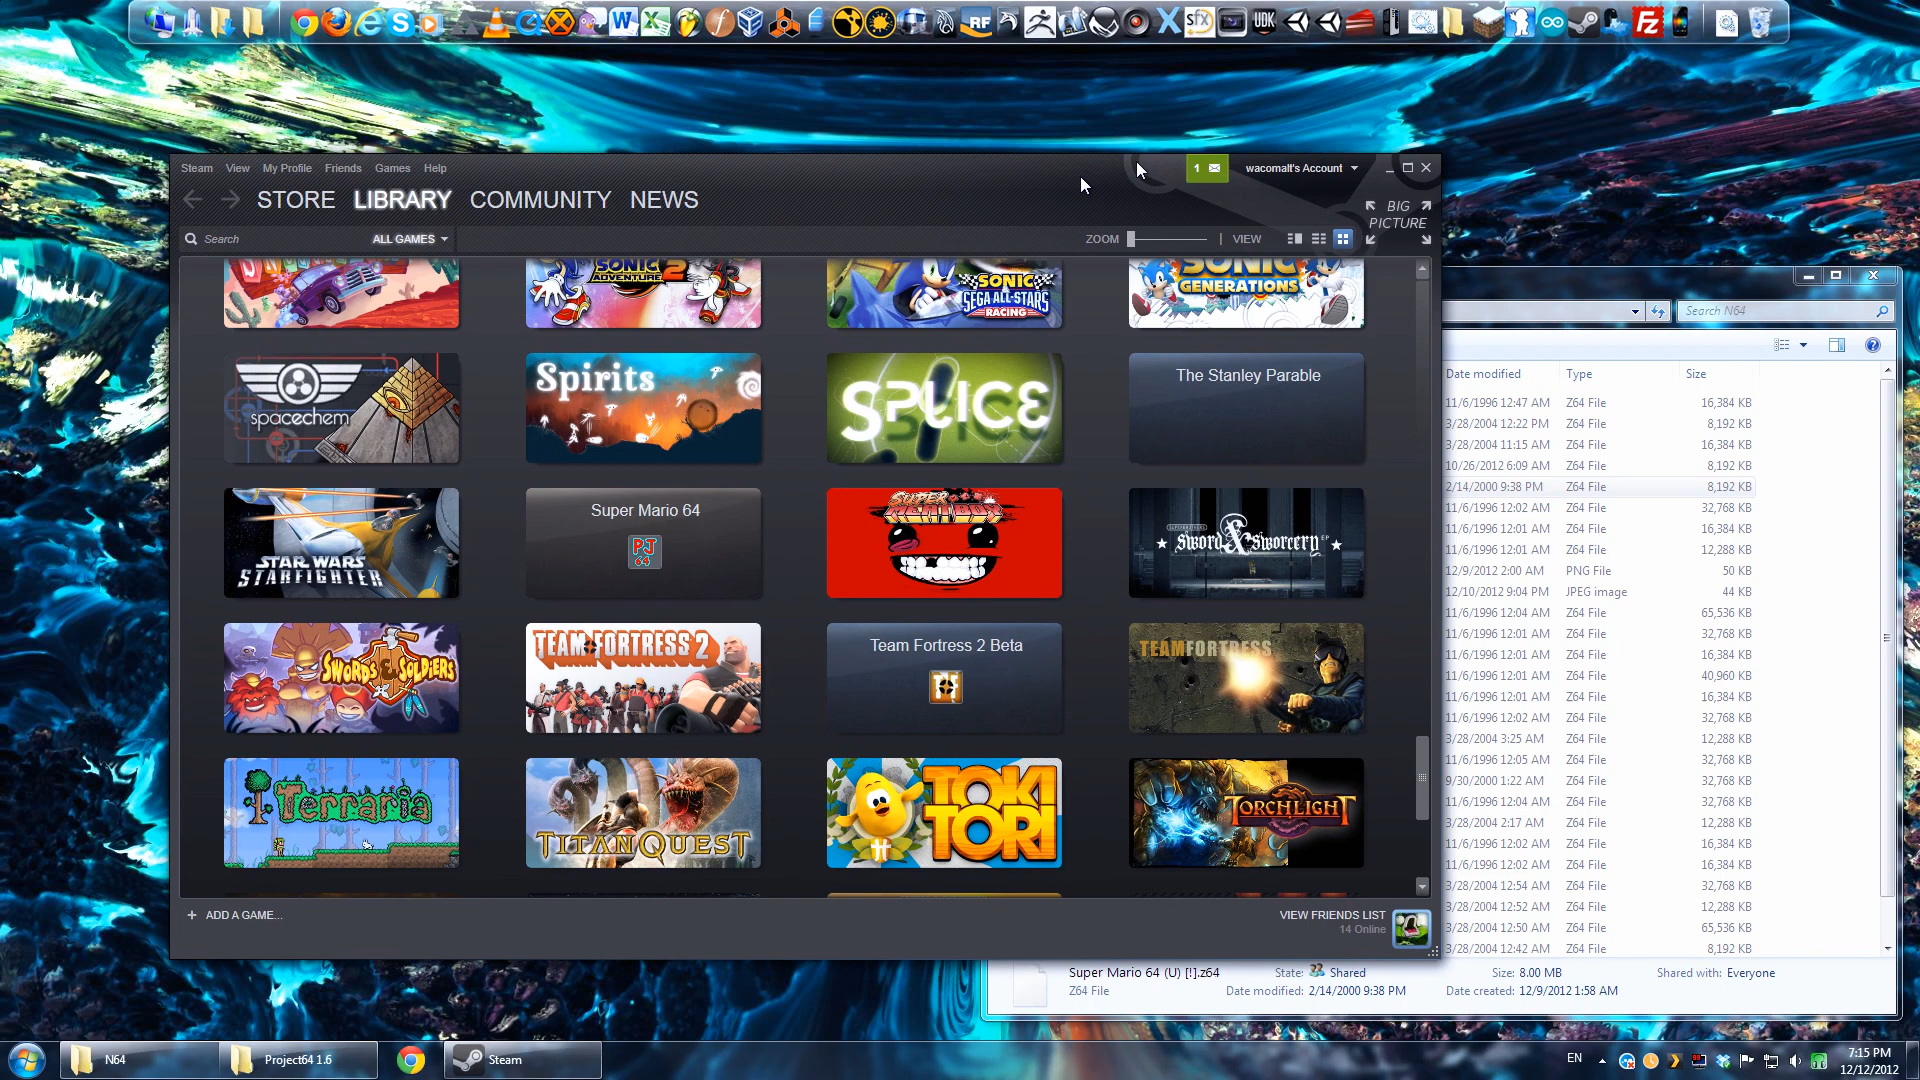 RF
sfx
UDK
Fz
Steam View My Profile Friends Games Help
1
wacomalt's Account
STORE LIBRARY COMMUNITY NEWS
BIG PICTURE
Search
ALL GAMES
ZOOM
VIEW
SONIC ADVENTURE 2
SONIC & SEGA ALL-STARS RACING
SONIC GENERATIONS
spacechem
Spirits
SPLICE
The Stanley Parable
STAR WARS STARFIGHTER
Super Mario 64
PJ 64
SUPER MEAT BOY
SUPERBROTHERS Sword & Sworcery EP
SWORDS & SOLDIERS
TEAM FORTRESS 2
Team Fortress 2 Beta
TF
TEAM FORTRESS
Terraria
TITAN QUEST
TOKI TORI
TORCHLIGHT
+ ADD A GAME...
VIEW FRIENDS LIST
14 Online
Search N64
Date modified Type Size
11/6/1996 12:47 AM Z64 File 16,384 KB
3/28/2004 12:22 PM Z64 File 8,192 KB
3/28/2004 11:15 AM Z64 File 16,384 KB
10/26/2012 6:09 AM Z64 File 8,192 KB
2/14/2000 9:38 PM Z64 File 8,192 KB
11/6/1996 12:02 AM Z64 File 32,768 KB
11/6/1996 12:01 AM Z64 File 16,384 KB
11/6/1996 12:01 AM Z64 File 12,288 KB
12/9/2012 2:00 AM PNG File 50 KB
12/10/2012 9:04 PM JPEG image 44 KB
11/6/1996 12:04 AM Z64 File 65,536 KB
11/6/1996 12:01 AM Z64 File 32,768 KB
11/6/1996 12:01 AM Z64 File 16,384 KB
11/6/1996 12:01 AM Z64 File 40,960 KB
11/6/1996 12:01 AM Z64 File 16,384 KB
11/6/1996 12:02 AM Z64 File 32,768 KB
3/28/2004 3:25 AM Z64 File 12,288 KB
11/6/1996 12:05 AM Z64 File 32,768 KB
9/30/2000 1:22 AM Z64 File 32,768 KB
11/6/1996 12:04 AM Z64 File 32,768 KB
3/28/2004 2:17 AM Z64 File 12,288 KB
11/6/1996 12:02 AM Z64 File 32,768 KB
11/6/1996 12:02 AM Z64 File 16,384 KB
3/28/2004 12:54 AM Z64 File 32,768 KB
3/28/2004 12:52 AM Z64 File 12,288 KB
3/28/2004 12:50 AM Z64 File 65,536 KB
3/28/2004 12:42 AM Z64 File 8,192 KB
Super Mario 64 (U) [!].z64 State: Shared Size: 8.00 MB Shared with: Everyone
Z64 File Date modified: 2/14/2000 9:38 PM Date created: 12/9/2012 1:58 AM
N64
Project64 1.6
Steam
EN
7:15 PM
12/12/2012